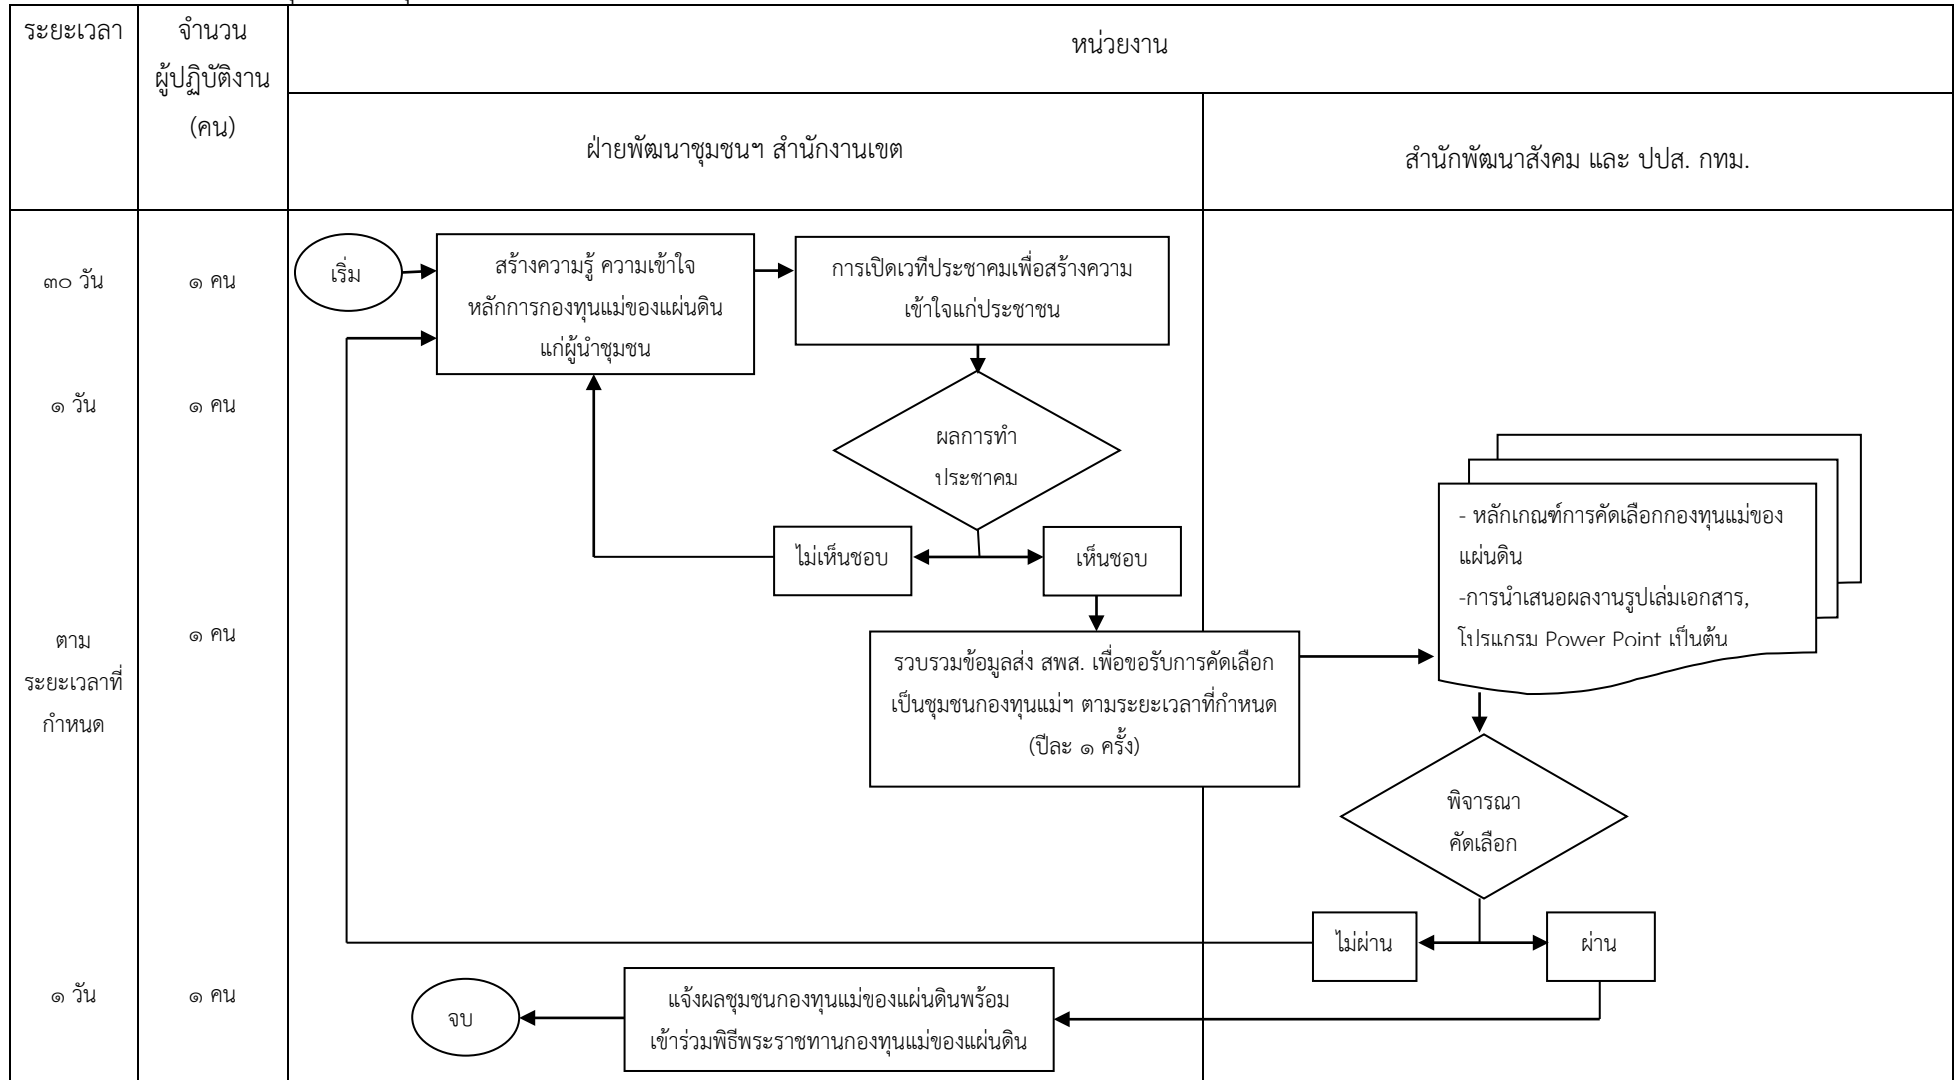 ระยะเวลา
จำนวน
ผู้ปฏิบัติงาน
(คน)
หน่วยงาน
ฝ่ายพัฒนาชุมชนฯ สำนักงานเขต
สำนักพัฒนาสังคม และ ปปส. กทม.
๓๐ วัน
๑ คน
เริ่ม
สร้างความรู้ ความเข้าใจ
หลักการกองทุนแม่ของแผ่นดิน
แก่ผู้นำชุมชน
การเปิดเวทีประชาคมเพื่อสร้างความ
เข้าใจแก่ประชาชน
๑ วัน
๑ คน
ผลการทำ
ประชาคม
ไม่เห็นชอบ
เห็นชอบ
- หลักเกณฑ์การคัดเลือกกองทุนแม่ของ
แผ่นดิน
-การนำเสนอผลงานรูปเล่มเอกสาร,
โปรแกรม Power Point เป็นต้น
ตาม
ระยะเวลาที่
กำหนด
๑ คน
รวบรวมข้อมูลส่ง สพส. เพื่อขอรับการคัดเลือก
เป็นชุมชนกองทุนแม่ฯ ตามระยะเวลาที่กำหนด
(ปีละ ๑ ครั้ง)
พิจารณา
คัดเลือก
ไม่ผ่าน
ผ่าน
๑ วัน
๑ คน
จบ
แจ้งผลชุมชนกองทุนแม่ของแผ่นดินพร้อม
เข้าร่วมพิธีพระราชทานกองทุนแม่ของแผ่นดิน